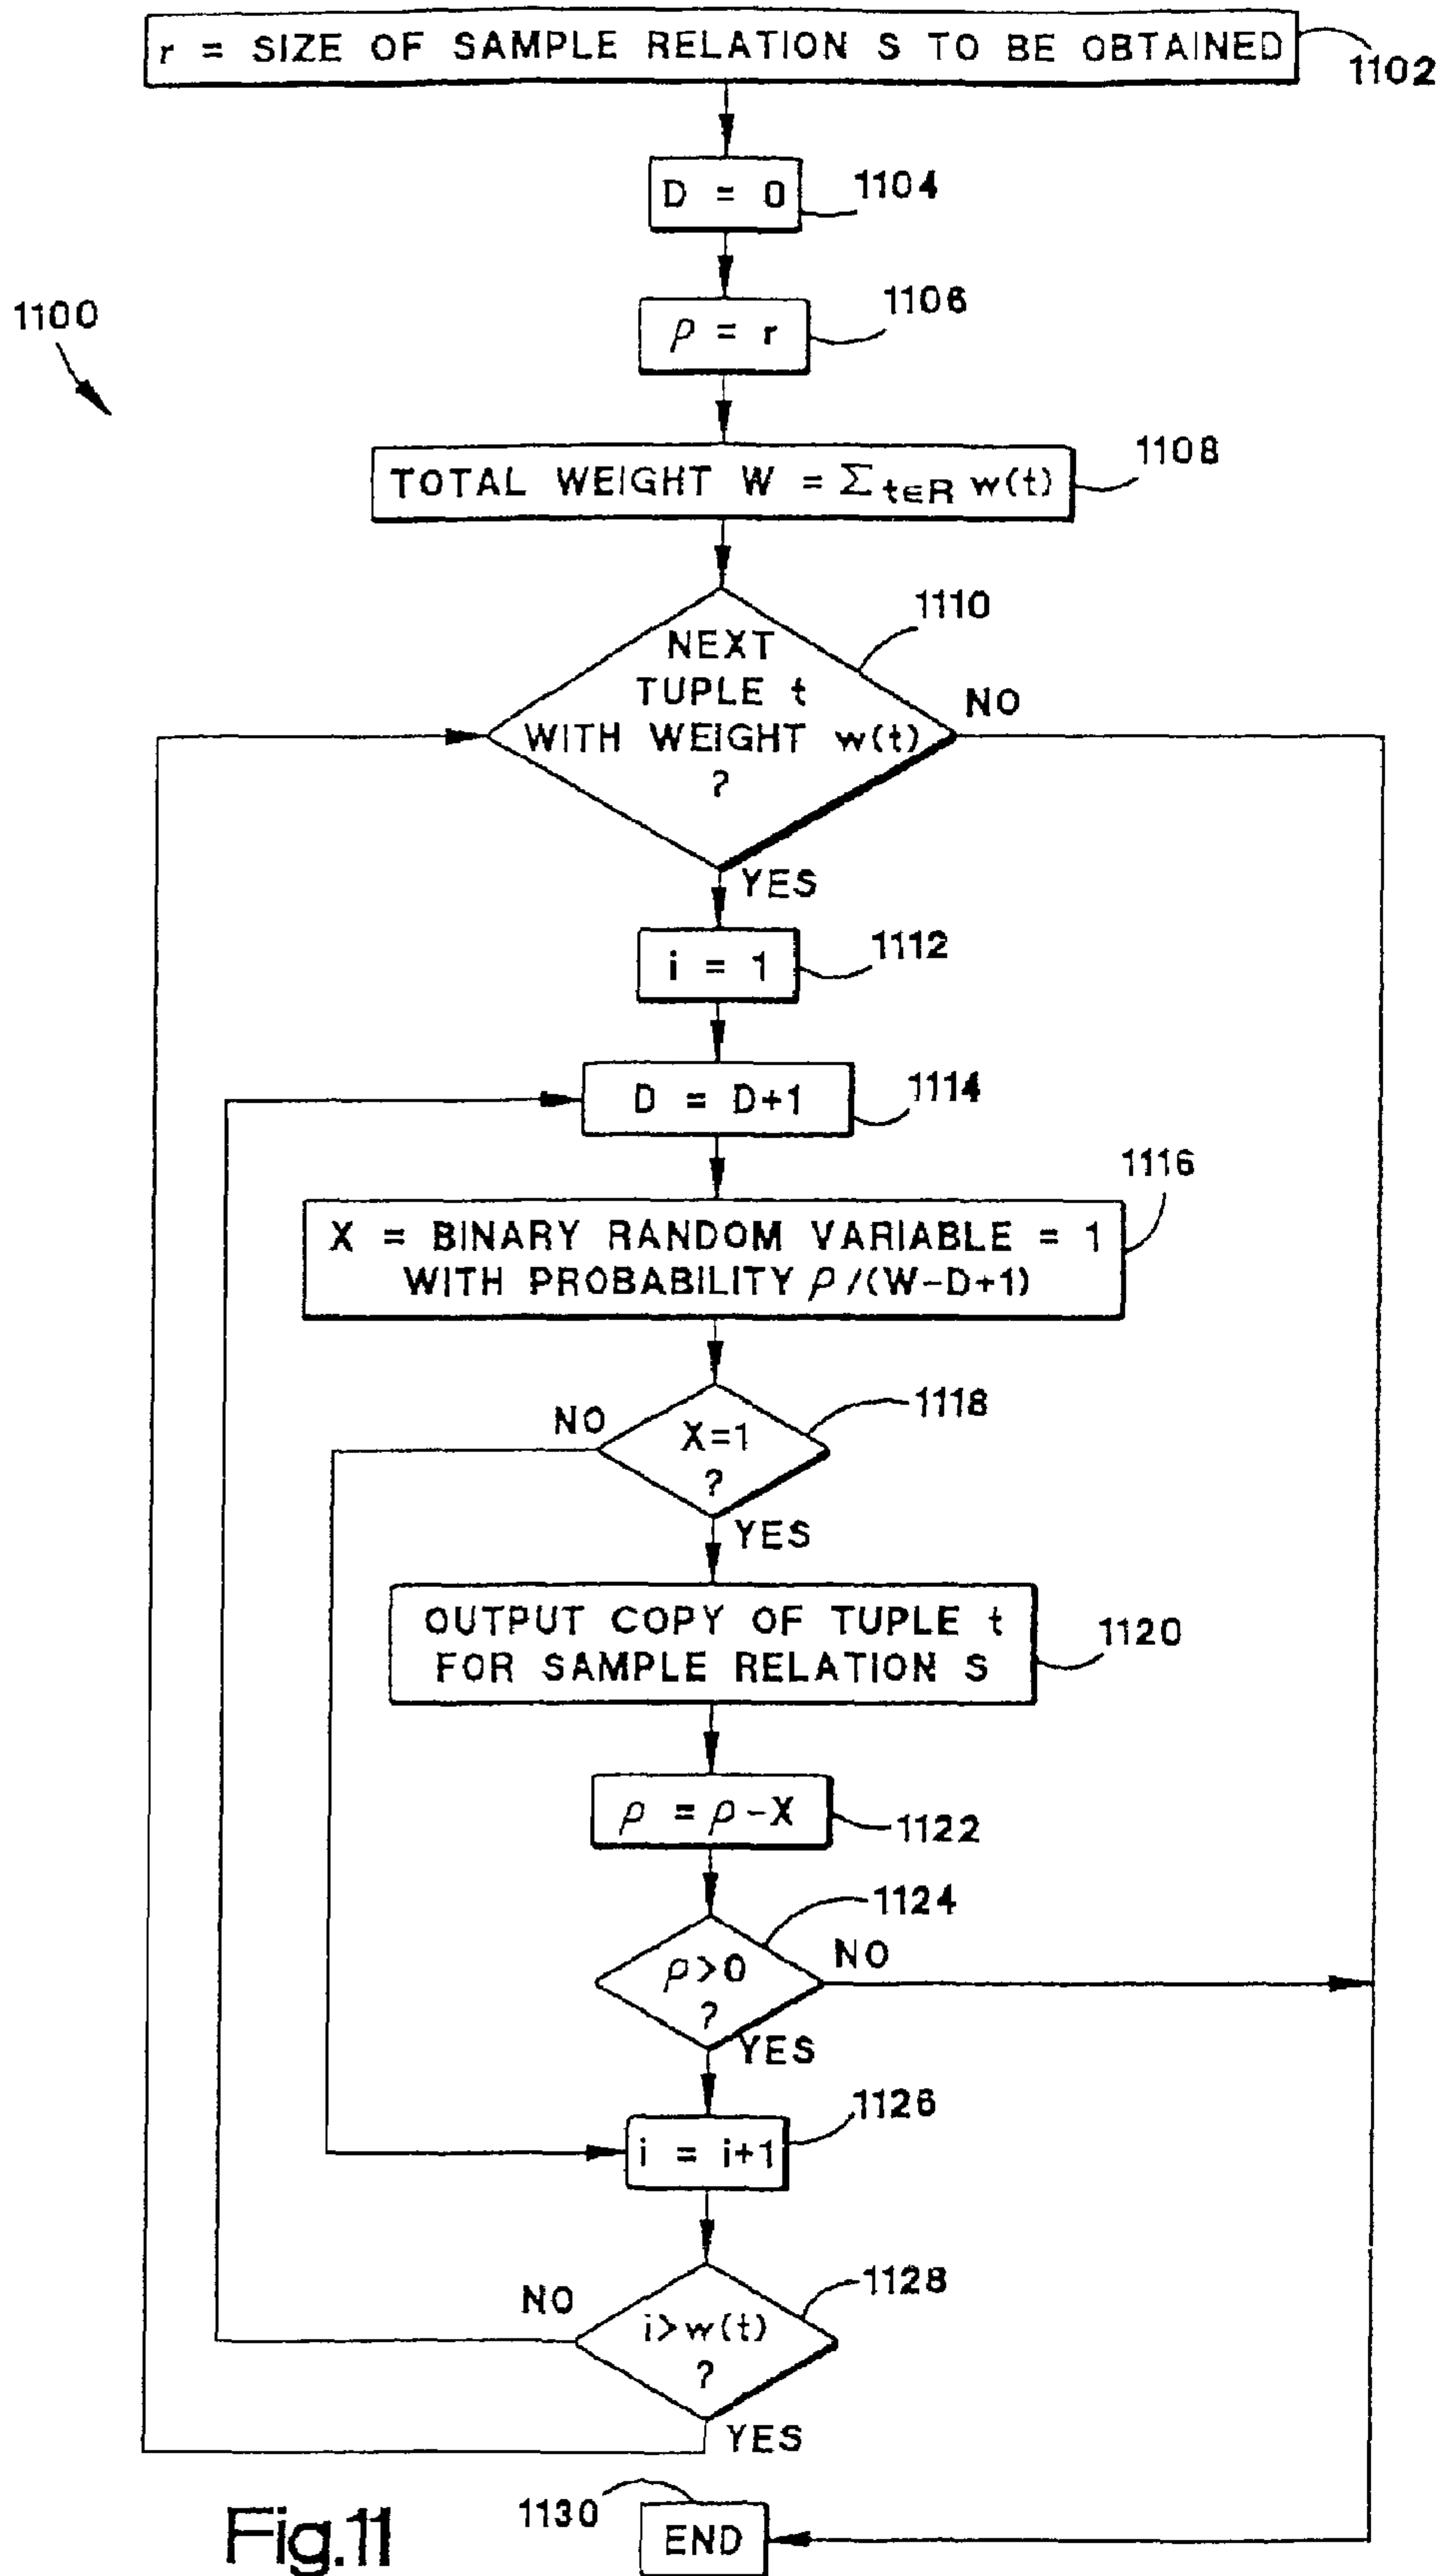 r = SIZE OF SAMPLE RELATION S TO BE OBTAINED
1102
D = 0
1104
1100
ρ = r
1106
TOTAL WEIGHT W = Σ t∈R w(t)
1108
1110
NEXT
TUPLE t
WITH WEIGHT w(t)
?
NO
YES
i = 1
1112
D = D+1
1114
1116
X = BINARY RANDOM VARIABLE = 1
WITH PROBABILITY ρ/(W-D+1)
1118
NO
X=1
?
YES
OUTPUT COPY OF TUPLE t
FOR SAMPLE RELATION S
1120
ρ = ρ-X
1122
1124
ρ>0
?
NO
YES
1126
i = i+1
1128
NO
i>w(t)
?
YES
1130
END
Fig.11